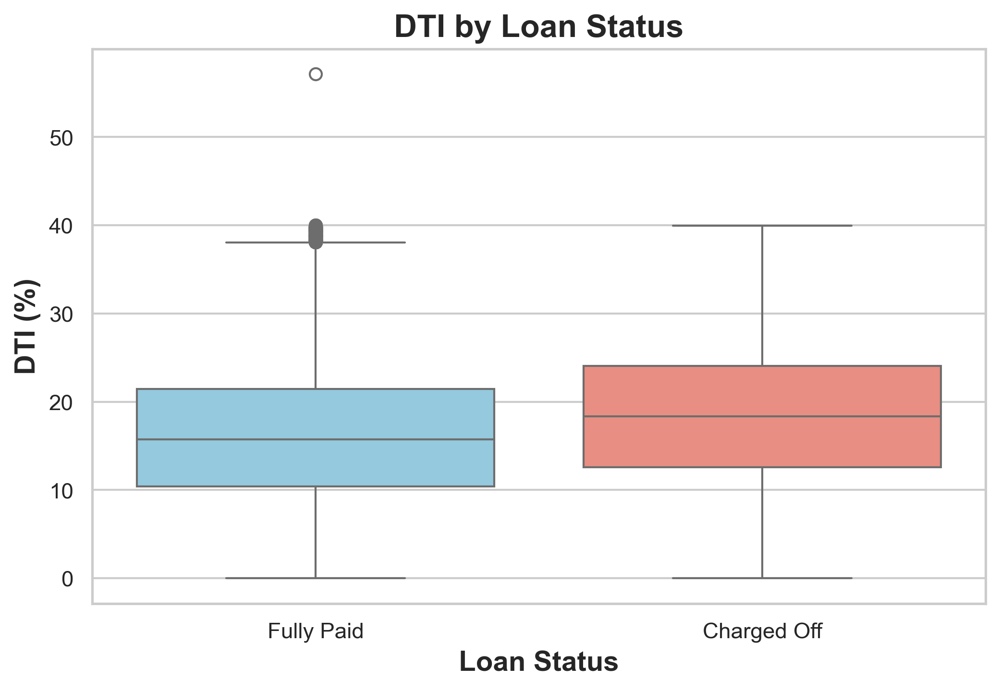 DTI by Loan Status
DTI (%)
50
40
30
20
10
0
Fully Paid
Charged Off
Loan Status